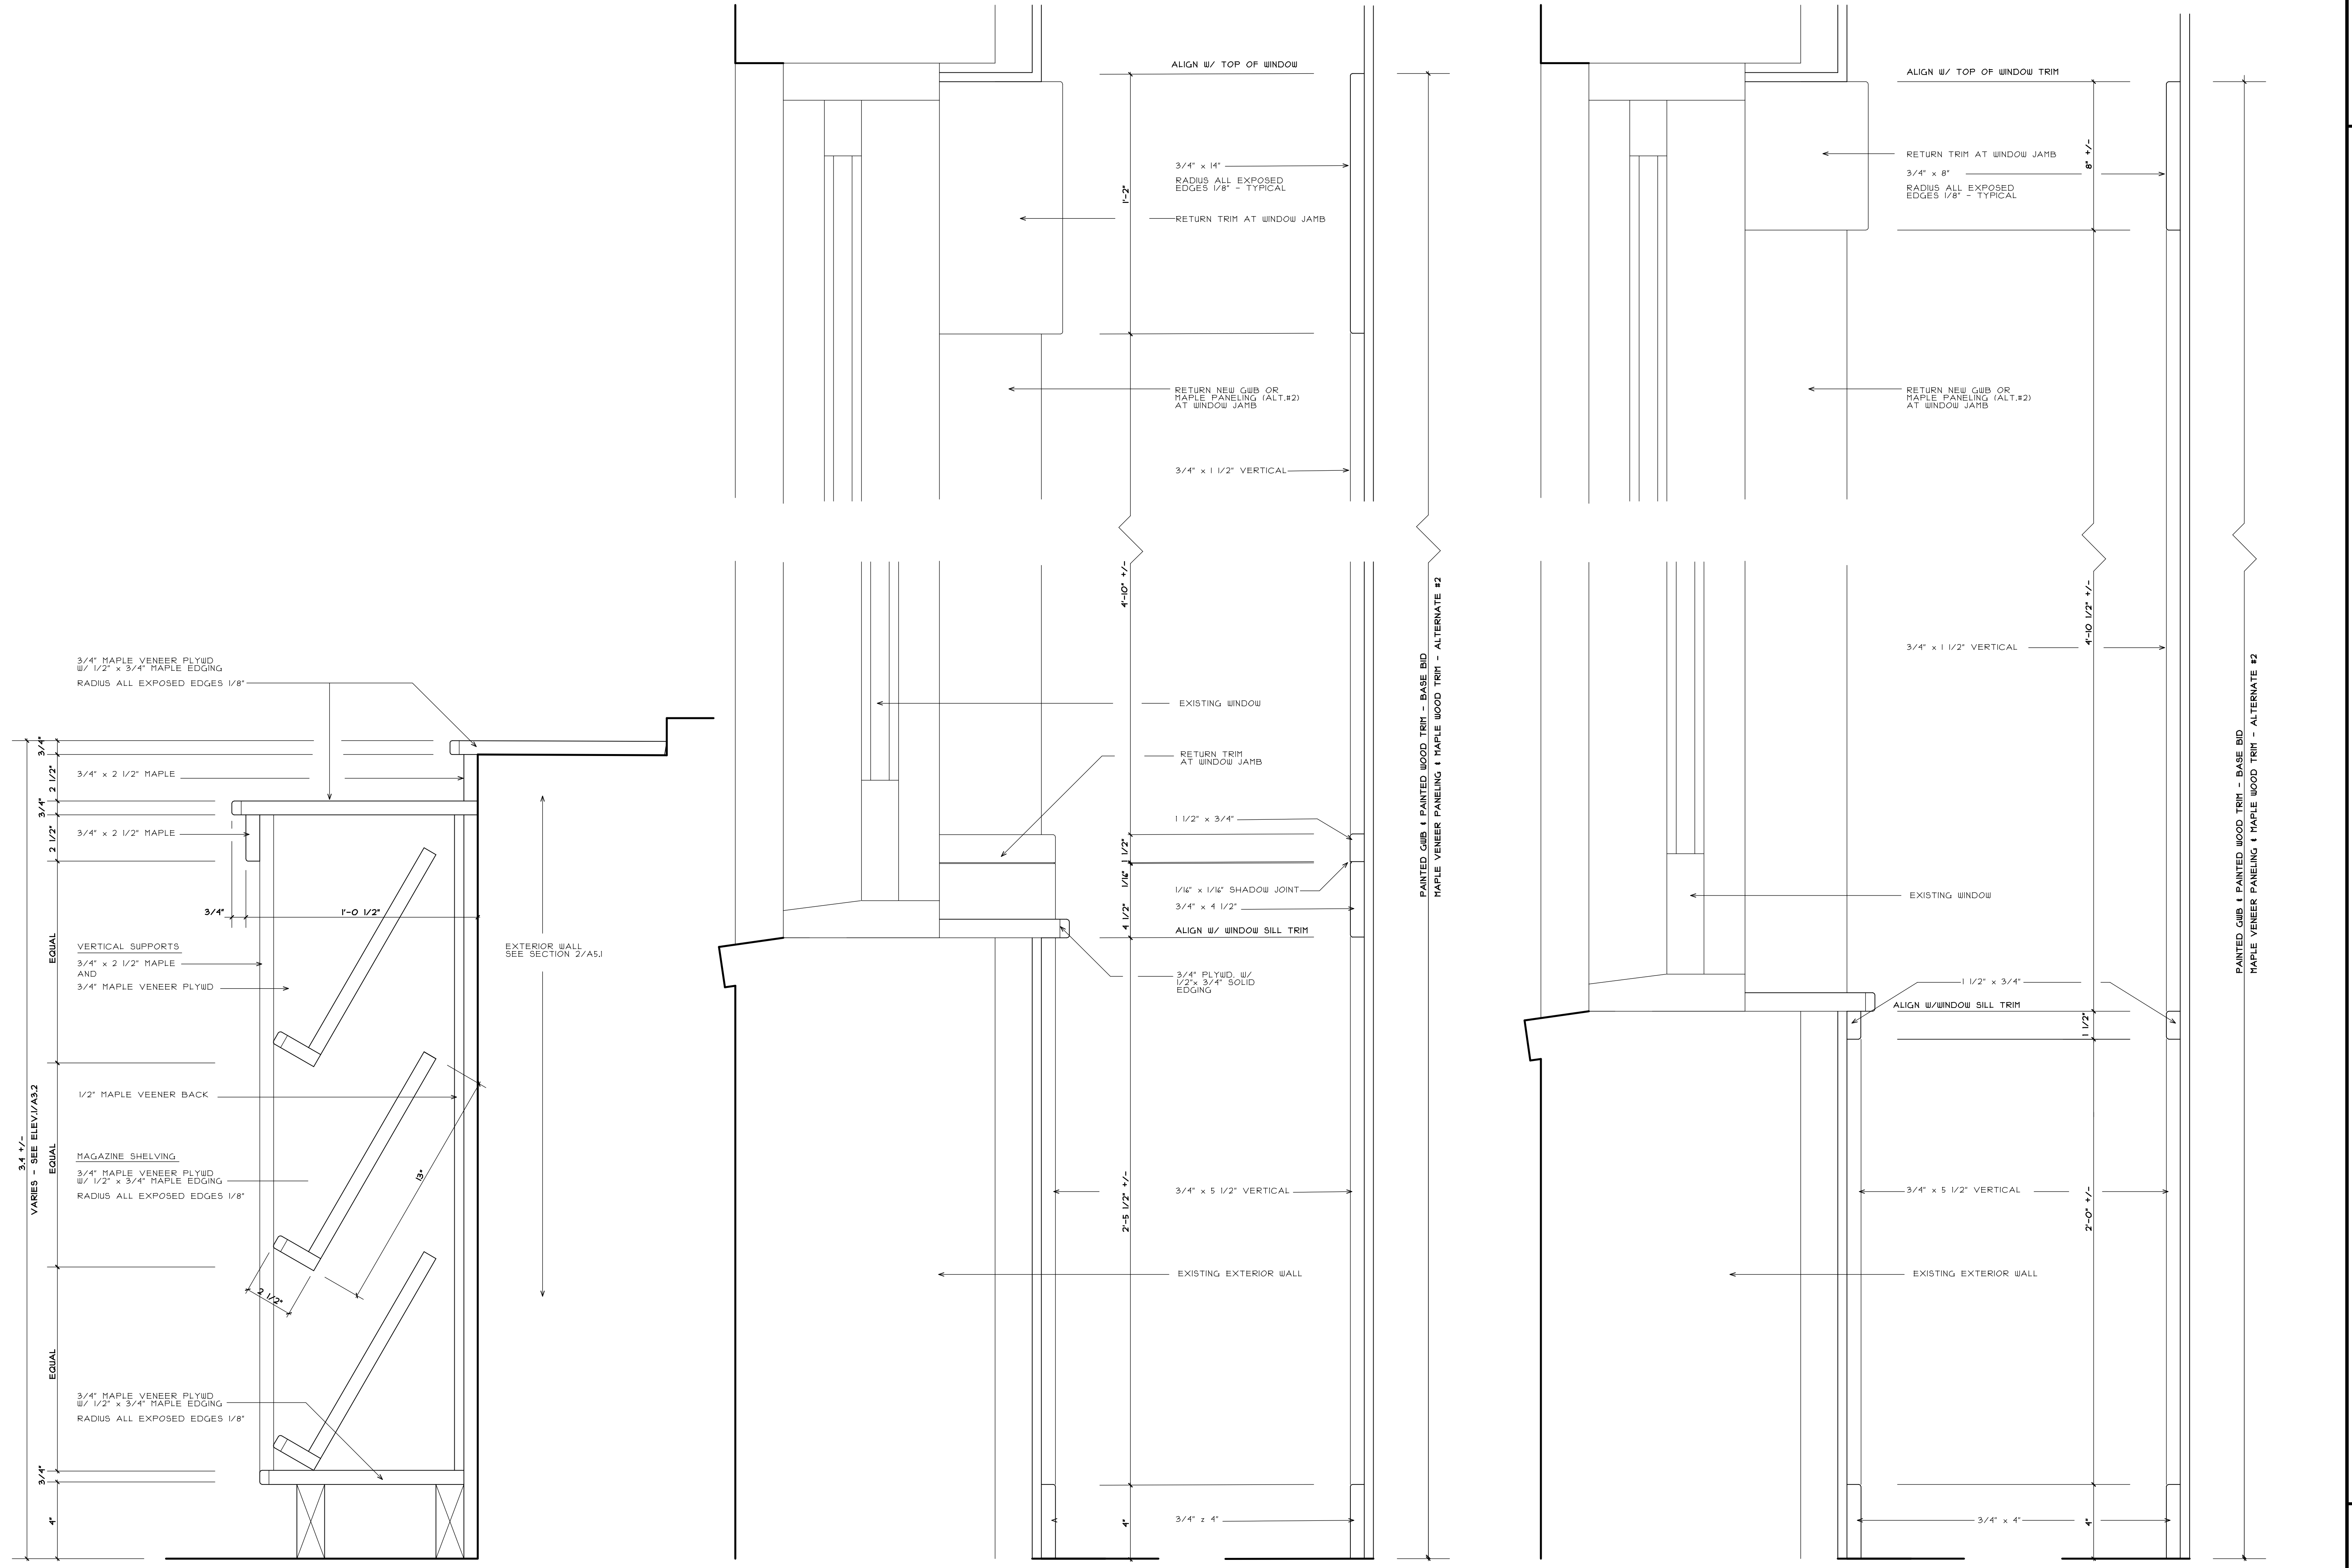 3/4" MAPLE VENEER PLYWD
W/ 1/2" x 3/4" MAPLE EDGING
RADIUS ALL EXPOSED EDGES 1/8"
3/4"
2 1/2"
3/4"
2 1/2"
3/4" x 2 1/2" MAPLE
3/4" x 2 1/2" MAPLE
3/4"
1'-0 1/2"
EQUAL
VERTICAL SUPPORTS
3/4" x 2 1/2" MAPLE
AND
3/4" MAPLE VENEER PLYWD
EXTERIOR WALL
SEE SECTION 2/A5.1
1/2" MAPLE VEENER BACK
3.4 +/-
VARIES - SEE ELEV.1/A3.2
EQUAL
MAGAZINE SHELVING
3/4" MAPLE VENEER PLYWD
W/ 1/2" x 3/4" MAPLE EDGING
RADIUS ALL EXPOSED EDGES 1/8"
13"
2 1/2"
EQUAL
3/4" MAPLE VENEER PLYWD
W/ 1/2" x 3/4" MAPLE EDGING
RADIUS ALL EXPOSED EDGES 1/8"
3/4"
4"
ALIGN W/ TOP OF WINDOW
3/4" x 14"
RADIUS ALL EXPOSED
EDGES 1/8" - TYPICAL
1'-2"
RETURN TRIM AT WINDOW JAMB
RETURN NEW GWB OR
MAPLE PANELING (ALT.#2)
AT WINDOW JAMB
3/4" x 1 1/2" VERTICAL
4'-10" +/-
EXISTING WINDOW
RETURN TRIM
AT WINDOW JAMB
1 1/2" x 3/4"
1 1/2"
1/16"
1/16" x 1/16" SHADOW JOINT
3/4" x 4 1/2"
4 1/2"
ALIGN W/ WINDOW SILL TRIM
3/4" PLYWD. W/
1/2"x 3/4" SOLID
EDGING
3/4" x 5 1/2" VERTICAL
2'-5 1/2" +/-
EXISTING EXTERIOR WALL
3/4" z 4"
4"
PAINTED GWB & PAINTED WOOD TRIM - BASE BID
MAPLE VENEER PANELING & MAPLE WOOD TRIM - ALTERNATE #2
ALIGN W/ TOP OF WINDOW TRIM
RETURN TRIM AT WINDOW JAMB
8" +/-
3/4" x 8"
RADIUS ALL EXPOSED
EDGES 1/8" - TYPICAL
RETURN NEW GWB OR
MAPLE PANELING (ALT.#2)
AT WINDOW JAMB
4'-10 1/2" +/-
3/4" x 1 1/2" VERTICAL
EXISTING WINDOW
1 1/2" x 3/4"
ALIGN W/WINDOW SILL TRIM
1 1/2"
3/4" x 5 1/2" VERTICAL
2'-0" +/-
EXISTING EXTERIOR WALL
3/4" x 4"
4"
PAINTED GWB & PAINTED WOOD TRIM - BASE BID
MAPLE VENEER PANELING & MAPLE WOOD TRIM - ALTERNATE #2